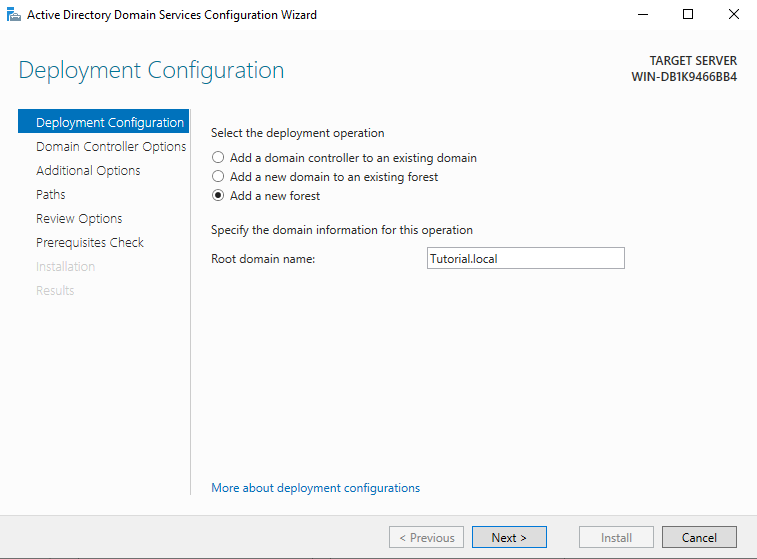 Active Directory Domain Services Configuration Wizard
Deployment Configuration
TARGET SERVER
WIN-DB1K9466BB4
Deployment Configuration
Domain Controller Options
Additional Options
Paths
Review Options
Prerequisites Check
Installation
Results
Select the deployment operation
Add a domain controller to an existing domain
Add a new domain to an existing forest
Add a new forest
Specify the domain information for this operation
Root domain name: Tutorial.local
More about deployment configurations
< Previous Next > Install Cancel